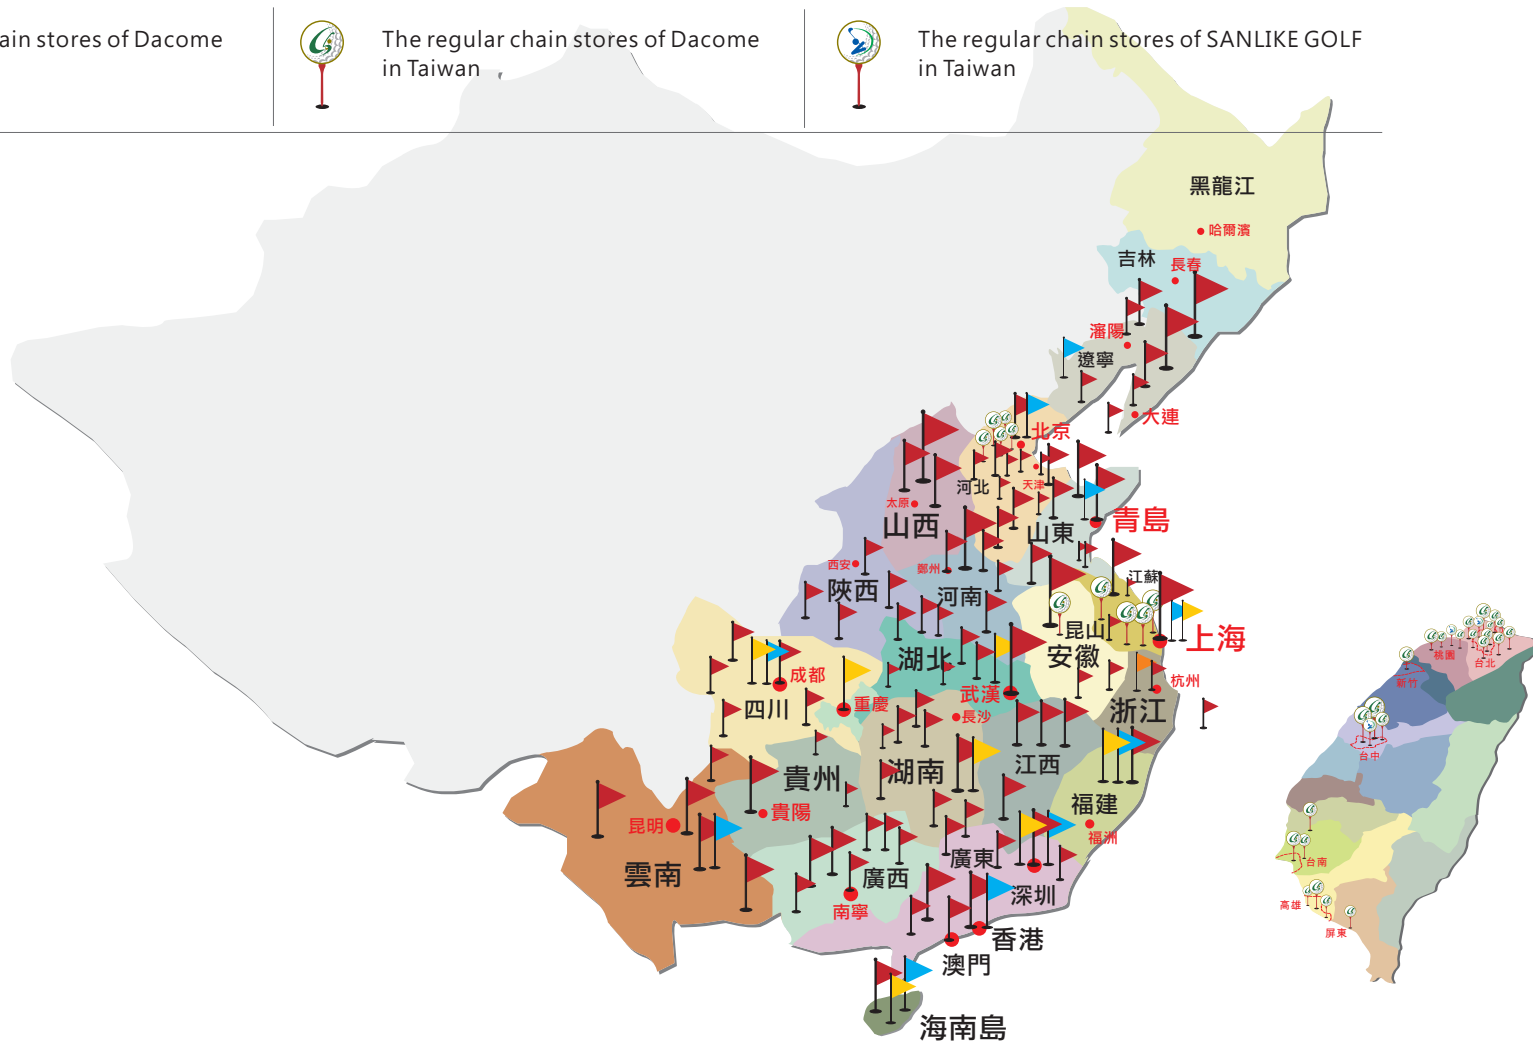 ain stores of Dacome
The regular chain stores of Dacome
in Taiwan
The regular chain stores of SANLIKE GOLF
in Taiwan
黑龍江
哈爾濱
吉林
長春
瀋陽
遼寧
大連
北京
河北
天津
太原
山西
山東
青島
西安
鄭州
陝西
河南
江蘇
昆山
上海
安徽
湖北
成都
武漢
杭州
四川
重慶
長沙
浙江
貴州
湖南
江西
福建
貴陽
昆明
福洲
雲南
廣東
廣西
深圳
南寧
香港
澳門
海南島
桃園
台北
新竹
台中
台南
高雄
屏東